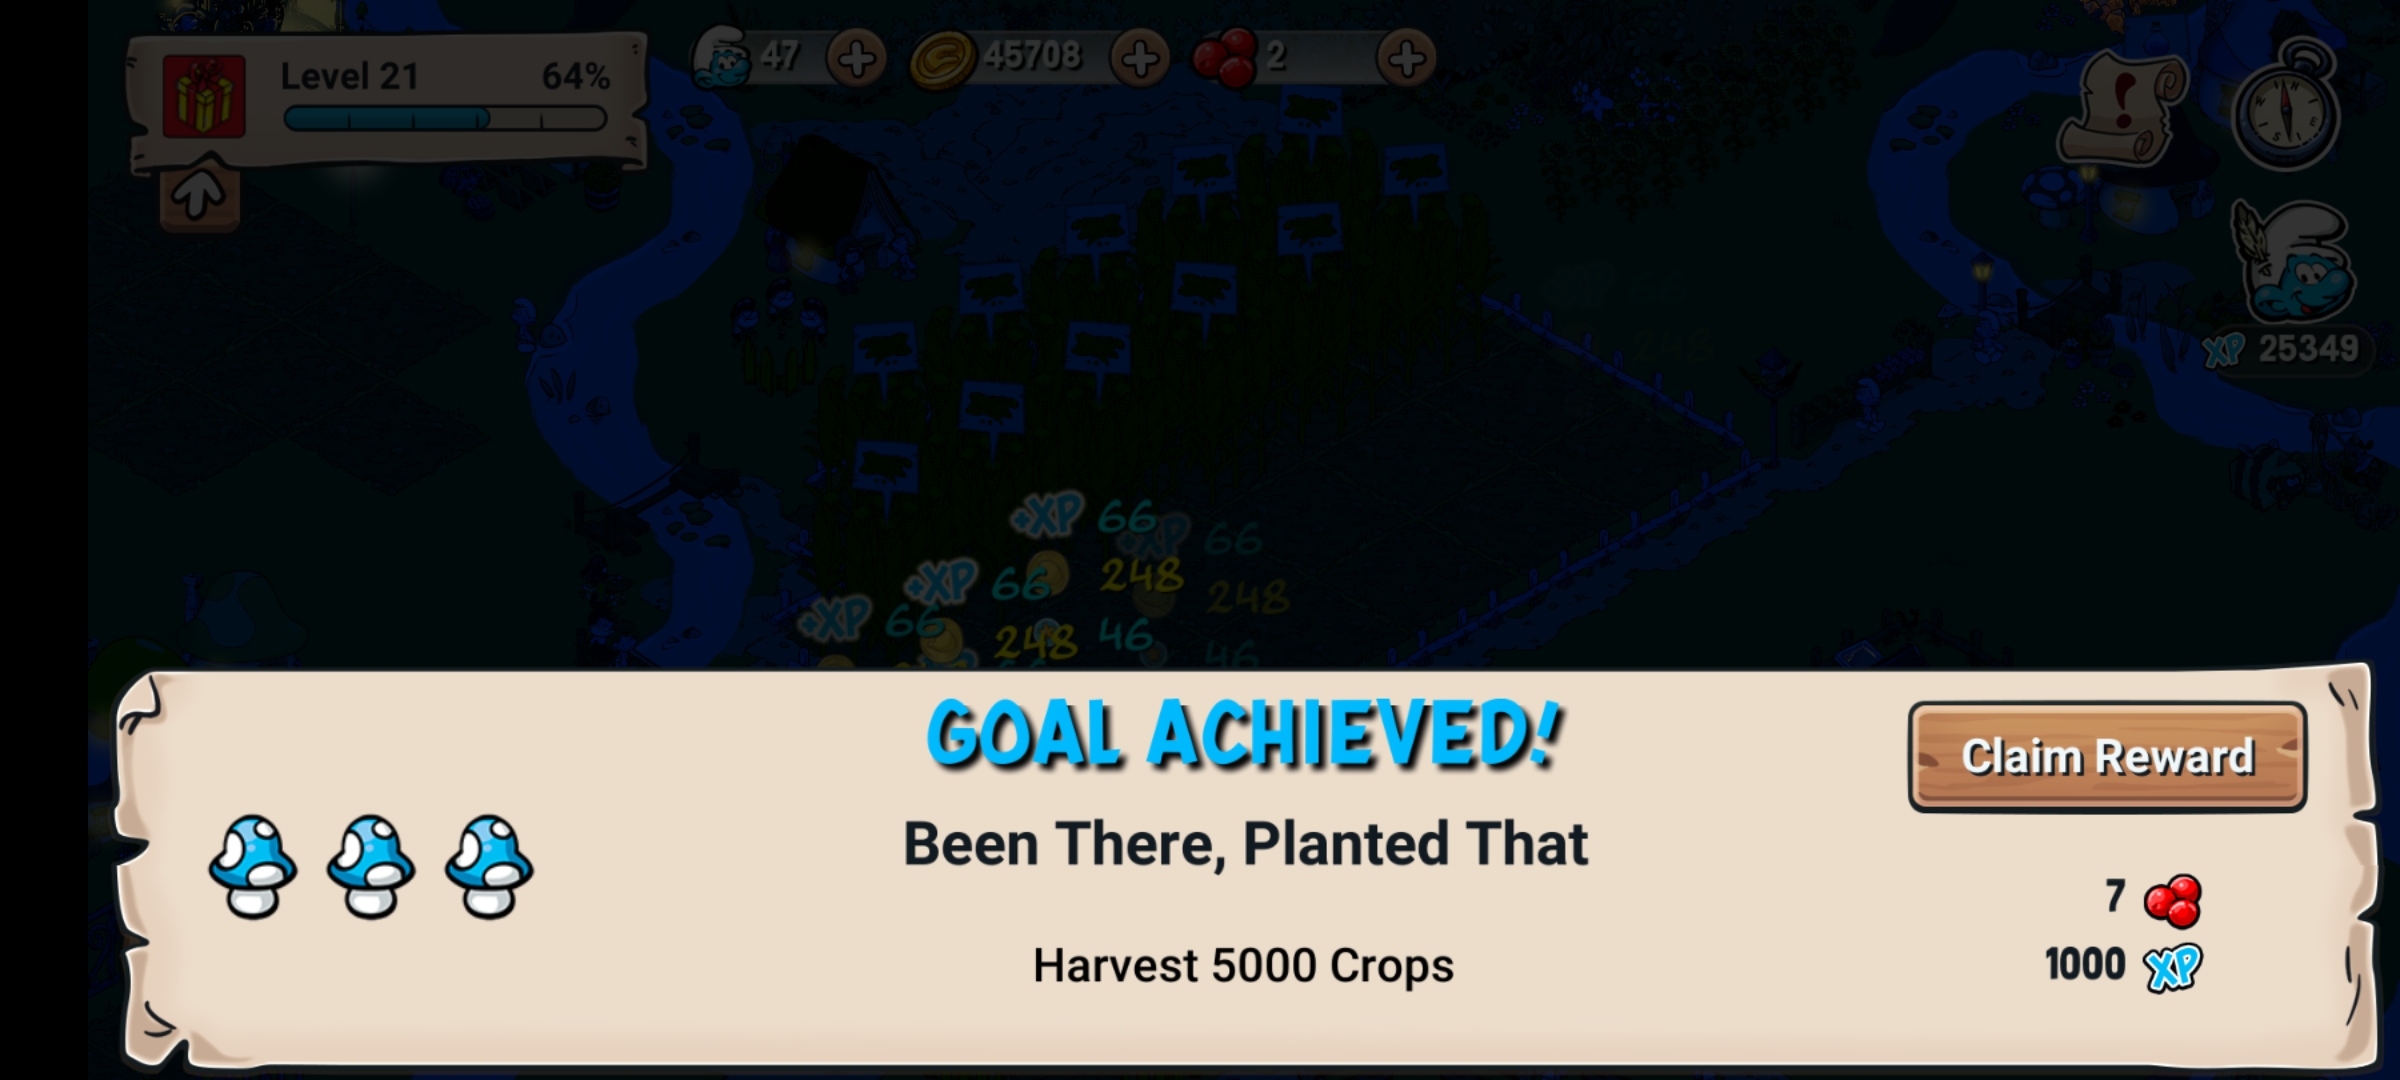 Level 21 64%
47
45708
2
XP 25349
+XP 66
+XP 66
248
248
+XP 66
+XP 66
248
46
46
GOAL ACHIEVED!
Claim Reward
Been There, Planted That
7
Harvest 5000 Crops
1000 XP